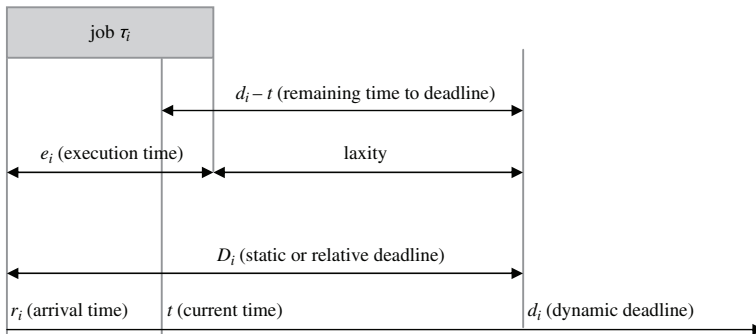 job τi
di – t (remaining time to deadline)
ei (execution time)
laxity
Di (static or relative deadline)
ri (arrival time)
t (current time)
di (dynamic deadline)